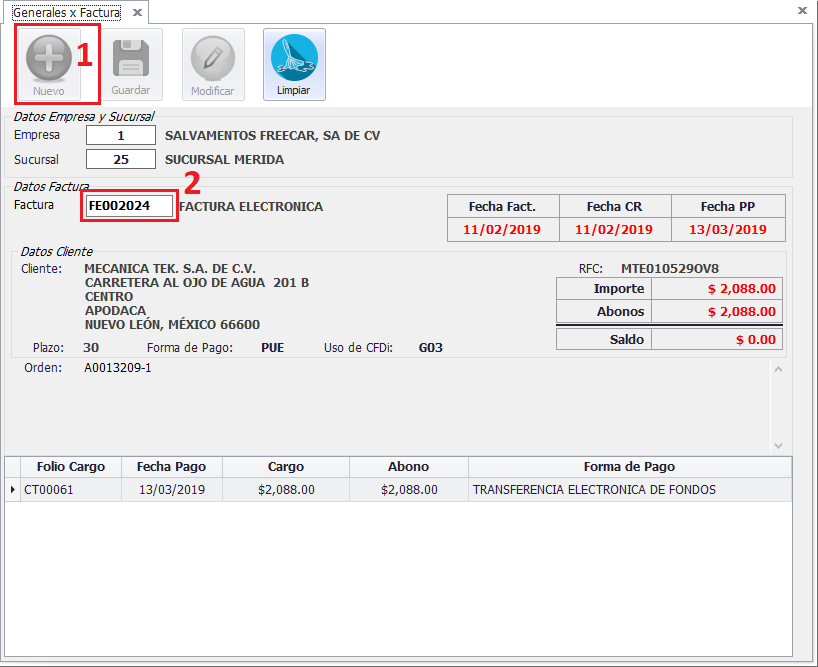 Generales x Factura
1
Nuevo
Guardar
Modificar
Limpiar
Datos Empresa y Sucursal
Empresa 1 SALVAMENTOS FREECAR, SA DE CV
Sucursal 25 SUCURSAL MERIDA
Datos Factura
2
Factura FE002024 FACTURA ELECTRONICA
Fecha Fact. Fecha CR Fecha PP
11/02/2019 11/02/2019 13/03/2019
Datos Cliente
Cliente: MECANICA TEK. S.A. DE C.V.
CARRETERA AL OJO DE AGUA 201 B
CENTRO
APODACA
NUEVO LEÓN, MÉXICO 66600
RFC: MTE010529OV8
Importe $ 2,088.00
Abonos $ 2,088.00
Saldo $ 0.00
Plazo: 30 Forma de Pago: PUE Uso de CFDi: G03
Orden: A0013209-1
Folio Cargo Fecha Pago Cargo Abono Forma de Pago
CT00061 13/03/2019 $2,088.00 $2,088.00 TRANSFERENCIA ELECTRONICA DE FONDOS